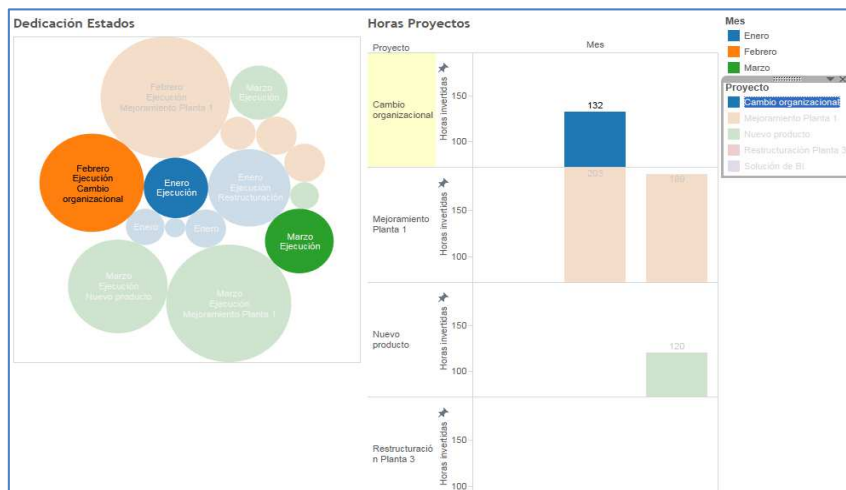 Dedicación Estados
Febrero
Ejecución
Mejoramiento Planta 1
Marzo
Ejecución
Febrero
Ejecución
Cambio
organizacional
Enero
Ejecución
Enero
Ejecución
Restructuración
Enero
Enero
Marzo
Ejecución
Marzo
Ejecución
Nuevo producto
Marzo
Ejecución
Mejoramiento Planta 1
Horas Proyectos
Proyecto
Mes
Cambio
organizacional
Horas invertidas
150
100
132
Mejoramiento
Planta 1
Horas invertidas
150
100
203
189
Nuevo
producto
Horas invertidas
150
100
120
Restructuració
n Planta 3
Horas invertidas
150
100
Mes
Enero
Febrero
Marzo
Proyecto
Cambio organizacional
Mejoramiento Planta 1
Nuevo producto
Restructuración Planta 3
Solución de BI